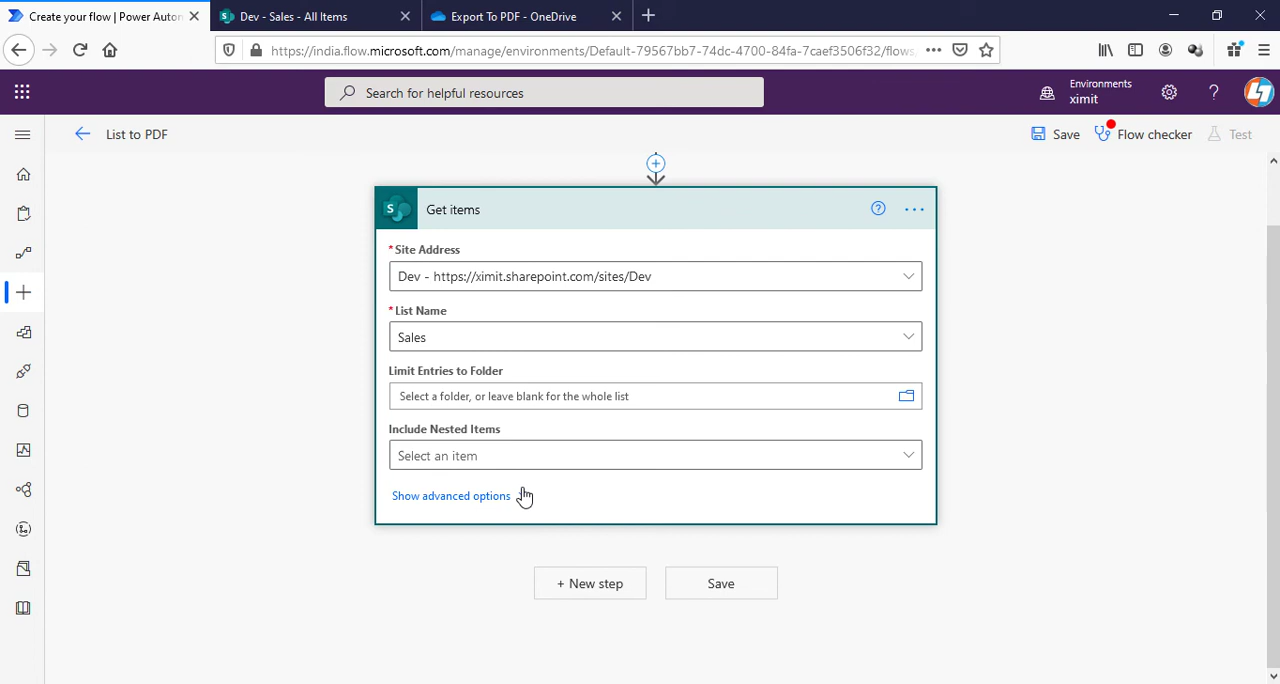 Create your flow | Power Auton
Dev - Sales - All Items
Export To PDF - OneDrive
https://india.flow.microsoft.com/manage/environments/Default-79567bb7-74dc-4700-84fa-7caef3506f32/flows,
Search for helpful resources
Environments
ximit
List to PDF
Save
Flow checker
Test
Get items
* Site Address
Dev - https://ximit.sharepoint.com/sites/Dev
* List Name
Sales
Limit Entries to Folder
Select a folder, or leave blank for the whole list
Include Nested Items
Select an item
Show advanced options
+ New step
Save